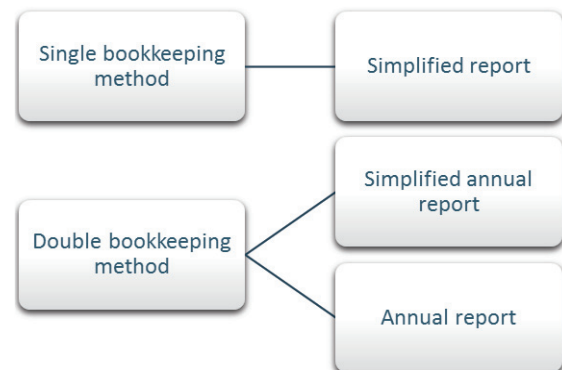 Single bookkeeping
method
Simplified report
Double bookkeeping
method
Simplified annual
report
Annual report